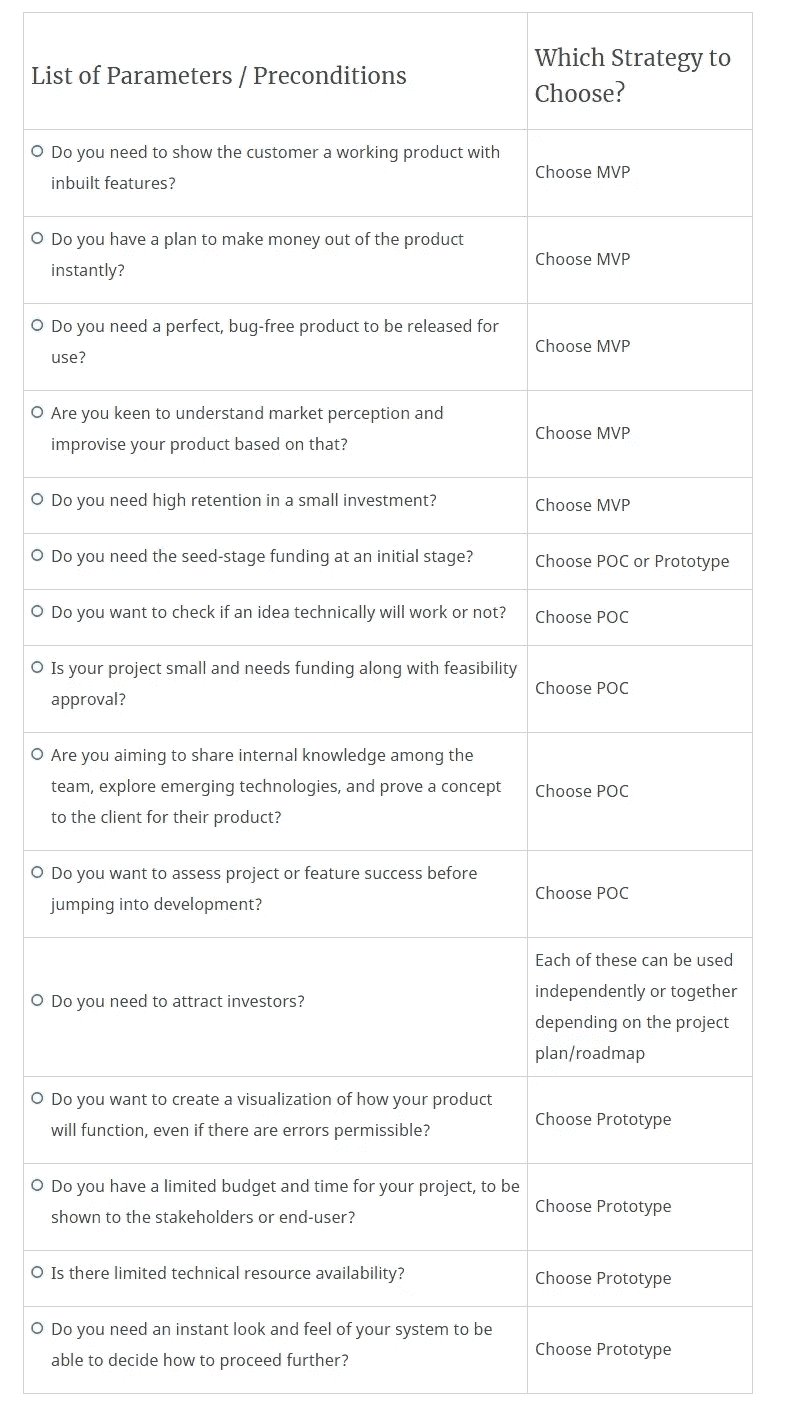 List of Parameters / Preconditions
Which Strategy to
Choose?
Do you need to show the customer a working product with
inbuilt features?
Choose MVP
Do you have a plan to make money out of the product
instantly?
Choose MVP
Do you need a perfect, bug-free product to be released for
use?
Choose MVP
Are you keen to understand market perception and
improvise your product based on that?
Choose MVP
Do you need high retention in a small investment?
Choose MVP
Do you need the seed-stage funding at an initial stage?
Choose POC or Prototype
Do you want to check if an idea technically will work or not?
Choose POC
Is your project small and needs funding along with feasibility
approval?
Choose POC
Are you aiming to share internal knowledge among the
team, explore emerging technologies, and prove a concept
to the client for their product?
Choose POC
Do you want to assess project or feature success before
jumping into development?
Choose POC
Do you need to attract investors?
Each of these can be used
independently or together
depending on the project
plan/roadmap
Do you want to create a visualization of how your product
will function, even if there are errors permissible?
Choose Prototype
Do you have a limited budget and time for your project, to be
shown to the stakeholders or end-user?
Choose Prototype
Is there limited technical resource availability?
Choose Prototype
Do you need an instant look and feel of your system to be
able to decide how to proceed further?
Choose Prototype